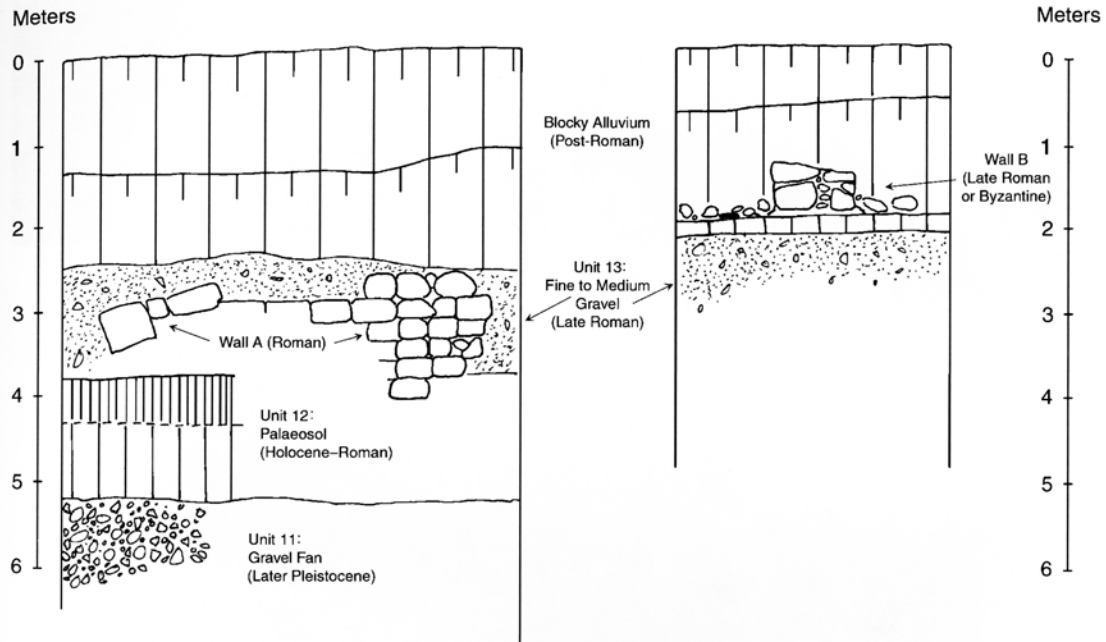 Meters
0
1
2
3
4
5
6
Wall A (Roman)
Unit 12:
Palaeosol
(Holocene–Roman)
Unit 11:
Gravel Fan
(Later Pleistocene)
Blocky Alluvium
(Post-Roman)
Unit 13:
Fine to Medium
Gravel
(Late Roman)
Wall B
(Late Roman
or Byzantine)
Meters
0
1
2
3
4
5
6